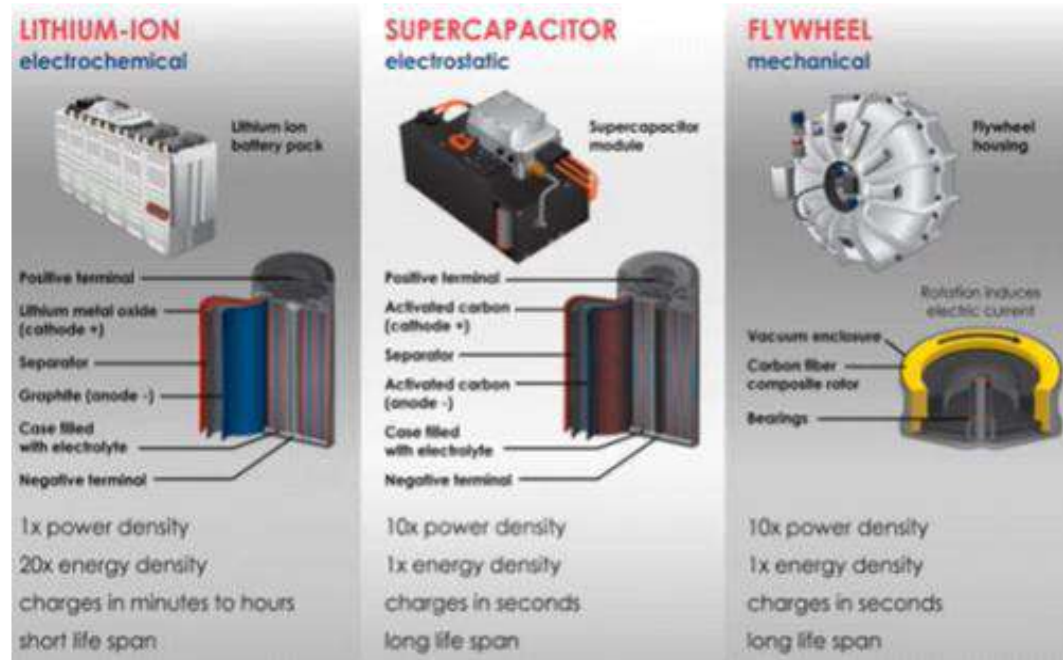 LITHIUM-ION
electrochemical
Lithium ion
battery pack
Positive terminal
Lithium metal oxide
(cathode +)
Separator
Graphite (anode -)
Case filled
with electrolyte
Negative terminal
1x power density
20x energy density
charges in minutes to hours
short life span
SUPERCAPACITOR
electrostatic
Supercapacitor
module
Positive terminal
Activated carbon
(cathode +)
Separator
Activated carbon
(anode -)
Case filled
with electrolyte
Negative terminal
10x power density
1x energy density
charges in seconds
long life span
FLYWHEEL
mechanical
Flywheel
housing
Rotation induces
electric current
Vacuum enclosure
Carbon fiber
composite rotor
Bearings
10x power density
1x energy density
charges in seconds
long life span